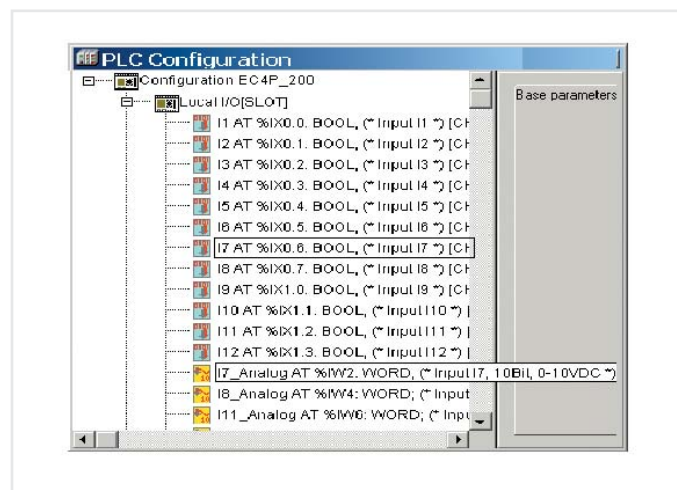 PLC Configuration
Configuration EC4P_200
Local I/O[SLOT]
Base parameters
I1 AT %IX0.0. BOOL, (* Input I1 *) [CH
I2 AT %IX0.1. BOOL, (* Input I2 *) [CH
I3 AT %IX0.2. BOOL, (* Input I3 *) [CH
I4 AT %IX0.3. BOOL, (* Input I4 *) [CH
I5 AT %IX0.4. BOOL, (* Input I5 *) [CH
I6 AT %IX0.5. BOOL, (* Input I6 *) [CH
I7 AT %IX0.6. BOOL, (* Input I7 *) [CH
I8 AT %IX0.7. BOOL, (* Input I8 *) [CH
I9 AT %IX1.0. BOOL, (* Input I9 *) [CH
I10 AT %IX1.1. BOOL, (* Input I10 *) [
I11 AT %IX1.2. BOOL, (* Input I11 *) [
I12 AT %IX1.3. BOOL, (* Input I12 *) [
I7_Analog AT %IW2: WORD, (* Input I7, 10Bit, 0-10VDC *)
I8_Analog AT %IW4: WORD; (* Input
I11_Analog AT %IW6: WORD; (* Inpu